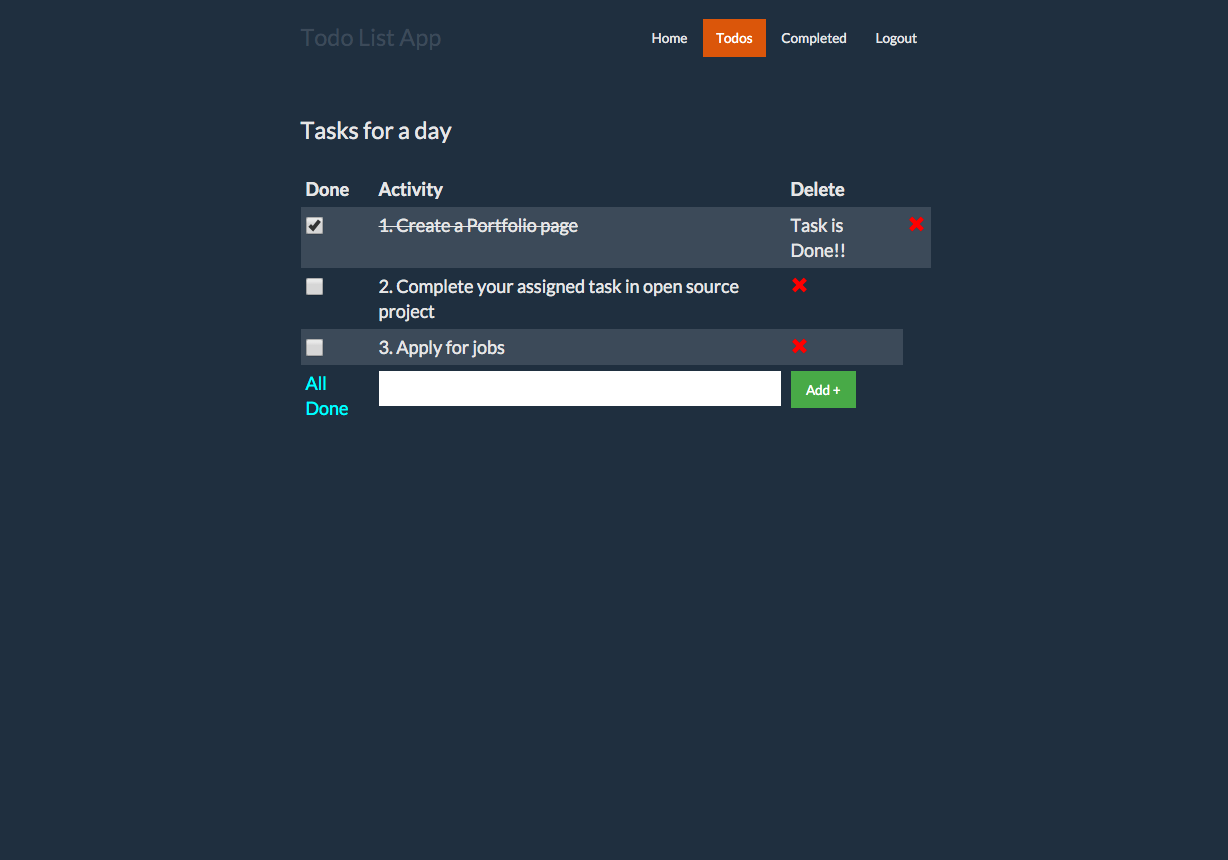 Todo List App
Home Todos Completed Logout
Tasks for a day
Done Activity Delete
1. Create a Portfolio page
Task is
Done!!
2. Complete your assigned task in open source
project
3. Apply for jobs
All
Done
Add +